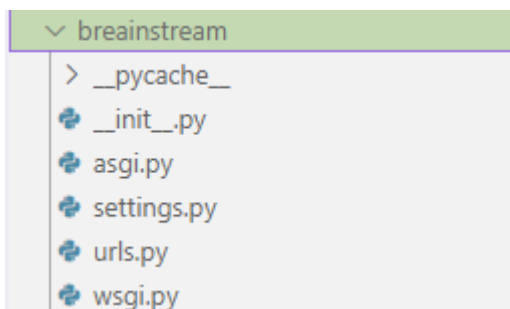 breainstream
__pycache__
__init__.py
asgi.py
settings.py
urls.py
wsgi.py